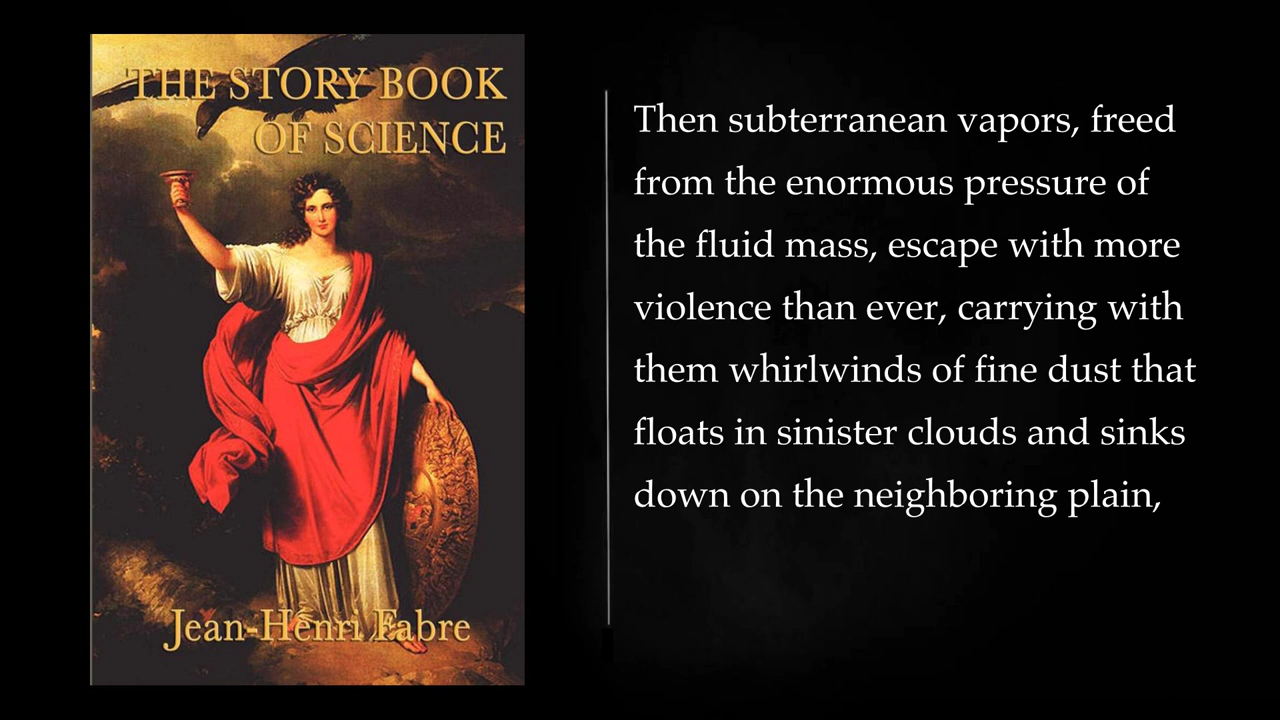 THE STORY BOOK
OF SCIENCE
Jean-Henri Fabre
Then subterranean vapors, freed
from the enormous pressure of
the fluid mass, escape with more
violence than ever, carrying with
them whirlwinds of fine dust that
floats in sinister clouds and sinks
down on the neighboring plain,